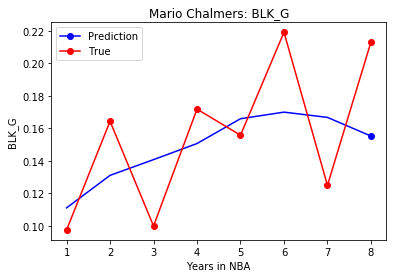 Mario Chalmers: BLK_G
Prediction
True
0.22
0.20
0.18
0.16
0.14
0.12
0.10
BLK_G
1 2 3 4 5 6 7 8
Years in NBA